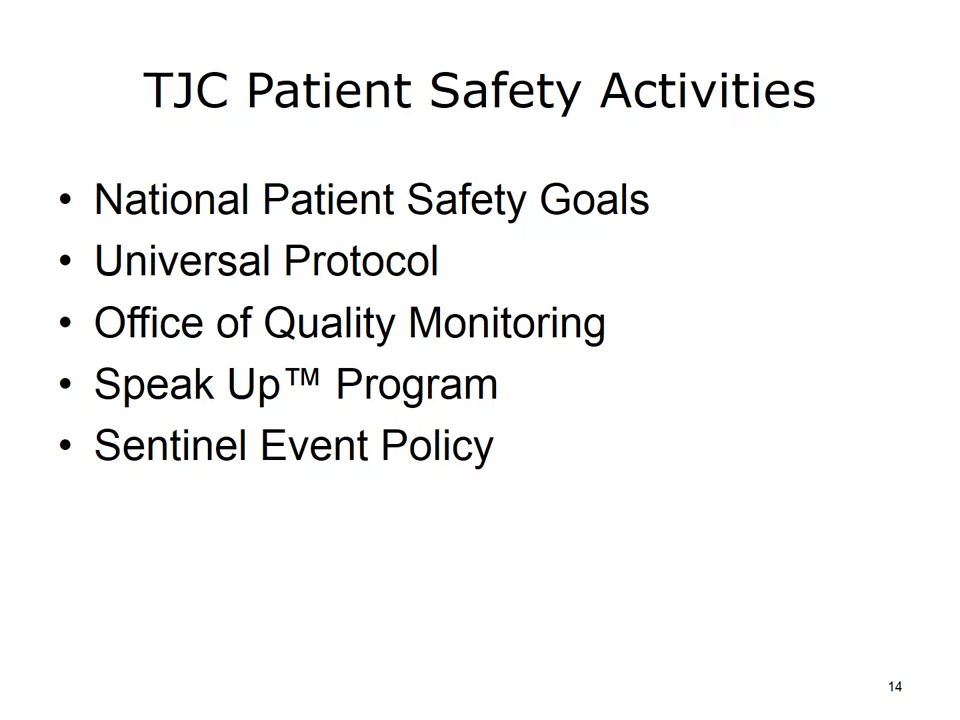 TJC Patient Safety Activities
• National Patient Safety Goals
• Universal Protocol
• Office of Quality Monitoring
• Speak Up™ Program
• Sentinel Event Policy
14